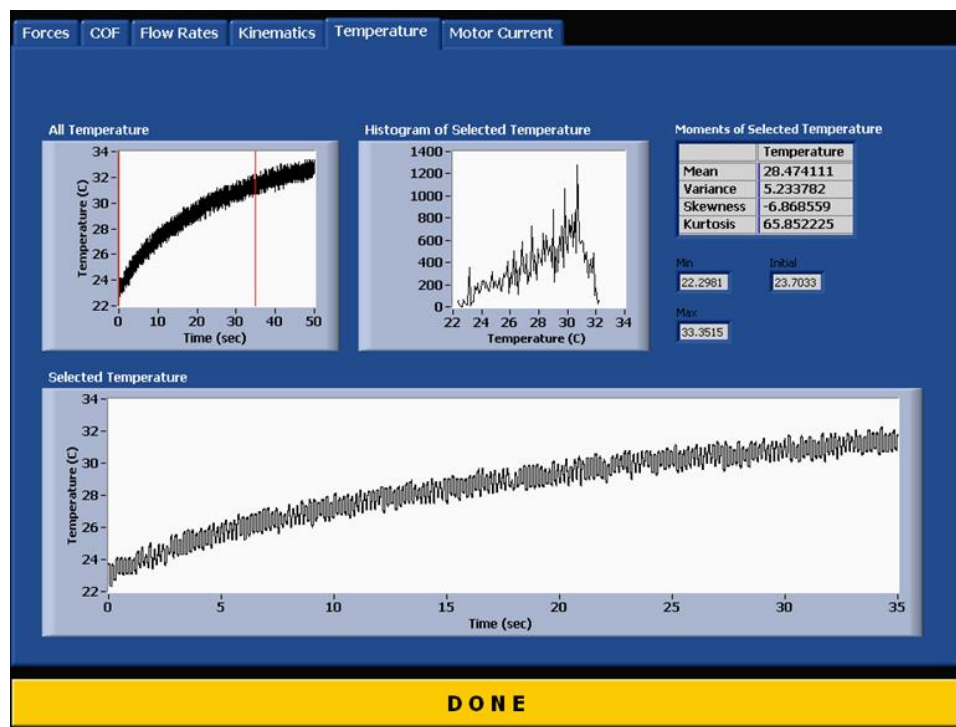 Forces COF Flow Rates Kinematics Temperature Motor Current
All Temperature
34
32
30
28
26
24
22
Temperature (C)
0 10 20 30 40 50
Time (sec)
Histogram of Selected Temperature
1400
1200
1000
800
600
400
200
0
22 24 26 28 30 32 34
Temperature (C)
Moments of Selected Temperature
Temperature
Mean 28.474111
Variance 5.233782
Skewness -6.868559
Kurtosis 65.852225
Min Initial
22.2981 23.7033
Max
33.3515
Selected Temperature
34
32
30
28
26
24
22
Temperature (C)
0 5 10 15 20 25 30 35
Time (sec)
DONE